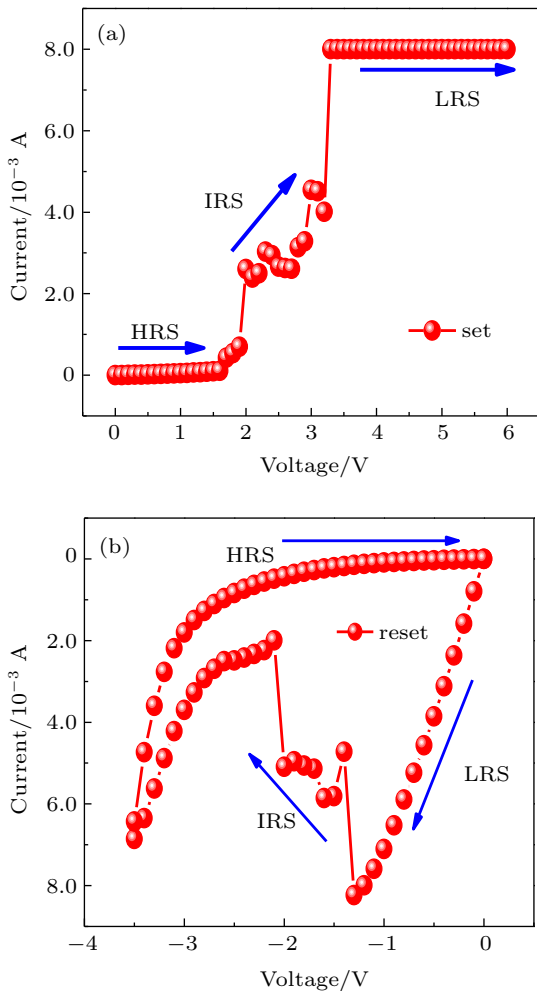 (a)
8.0
LRS
6.0
IRS
4.0
2.0
HRS
set
0
0 1 2 3 4 5 6
Current/10⁻³ A
Voltage/V
(b)
0
HRS
2.0
reset
4.0
LRS
IRS
6.0
8.0
−4 −3 −2 −1 0
Current/10⁻³ A
Voltage/V